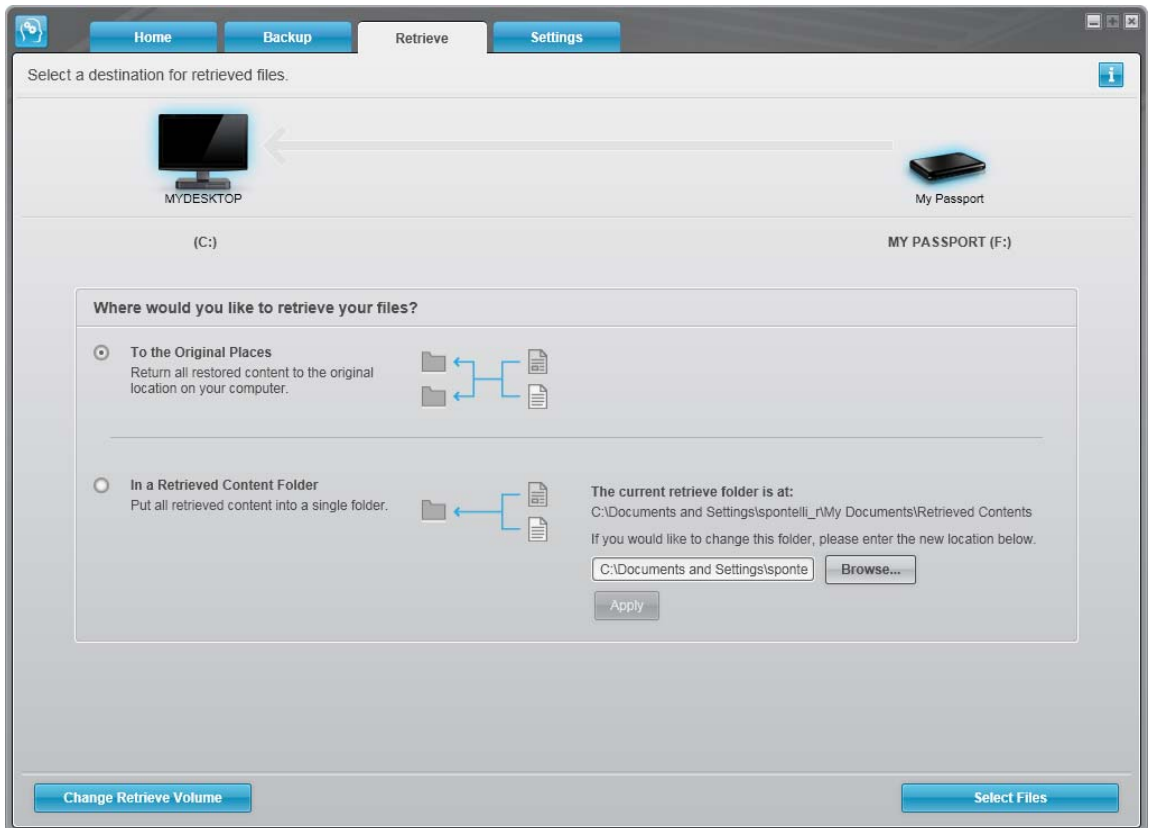 Home
Backup
Retrieve
Settings
Select a destination for retrieved files.
i
MYDESKTOP
My Passport
(C:)
MY PASSPORT (F:)
Where would you like to retrieve your files?
To the Original Places
Return all restored content to the original
location on your computer.
In a Retrieved Content Folder
Put all retrieved content into a single folder.
The current retrieve folder is at:
C:\Documents and Settings\spontelli_r\My Documents\Retrieved Contents
If you would like to change this folder, please enter the new location below.
C:\Documents and Settings\sponte
Browse...
Apply
Change Retrieve Volume
Select Files